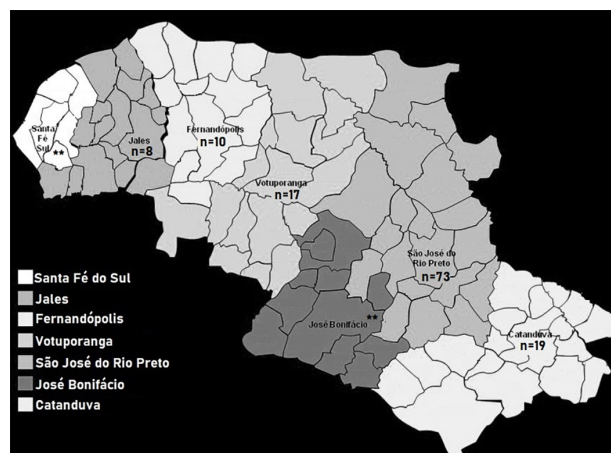 Santa
Fé
Sul
**
Jales
n=8
Fernandópolis
n=10
Votuporanga
n=17
São José do
Rio Preto
n=73
José Bonifácio
**
Catanduva
n=19
Santa Fé do Sul
Jales
Fernandópolis
Votuporanga
São José do Rio Preto
José Bonifácio
Catanduva